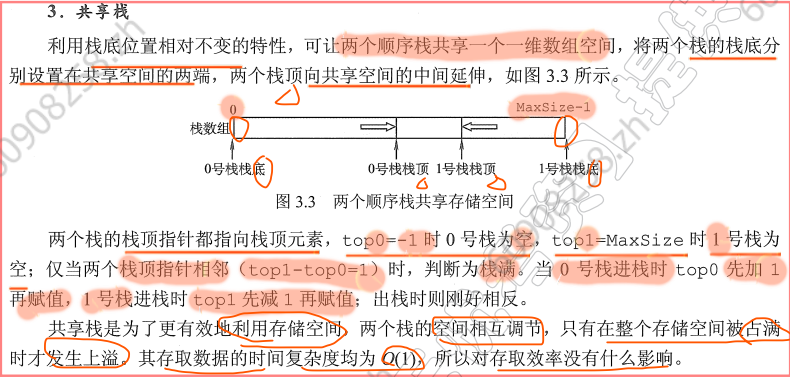 3．共享栈
利用栈底位置相对不变的特性，可让两个顺序栈共享一个一维数组空间，将两个栈的栈底分
别设置在共享空间的两端，两个栈顶向共享空间的中间延伸，如图 3.3 所示。
0 MaxSize-1
栈数组
0号栈栈底 0号栈栈顶 1号栈栈顶 1号栈栈底
图 3.3 两个顺序栈共享存储空间
两个栈的栈顶指针都指向栈顶元素，top0=-1 时 0 号栈为空，top1=MaxSize 时 1 号栈为
空；仅当两个栈顶指针相邻（top1-top0=1）时，判断为栈满。当 0 号栈进栈时 top0 先加 1
再赋值，1 号栈进栈时 top1 先减 1 再赋值；出栈时则刚好相反。
共享栈是为了更有效地利用存储空间，两个栈的空间相互调节，只有在整个存储空间被占满
时才发生上溢。其存取数据的时间复杂度均为 O(1)，所以对存取效率没有什么影响。